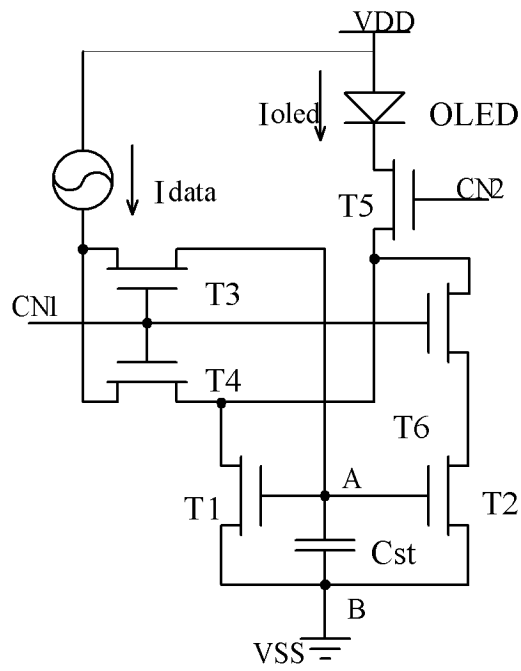 VDD
Ioled
OLED
CN2
T5
Idata
T3
CN1
T4
T6
A
T1
T2
Cst
B
VSS